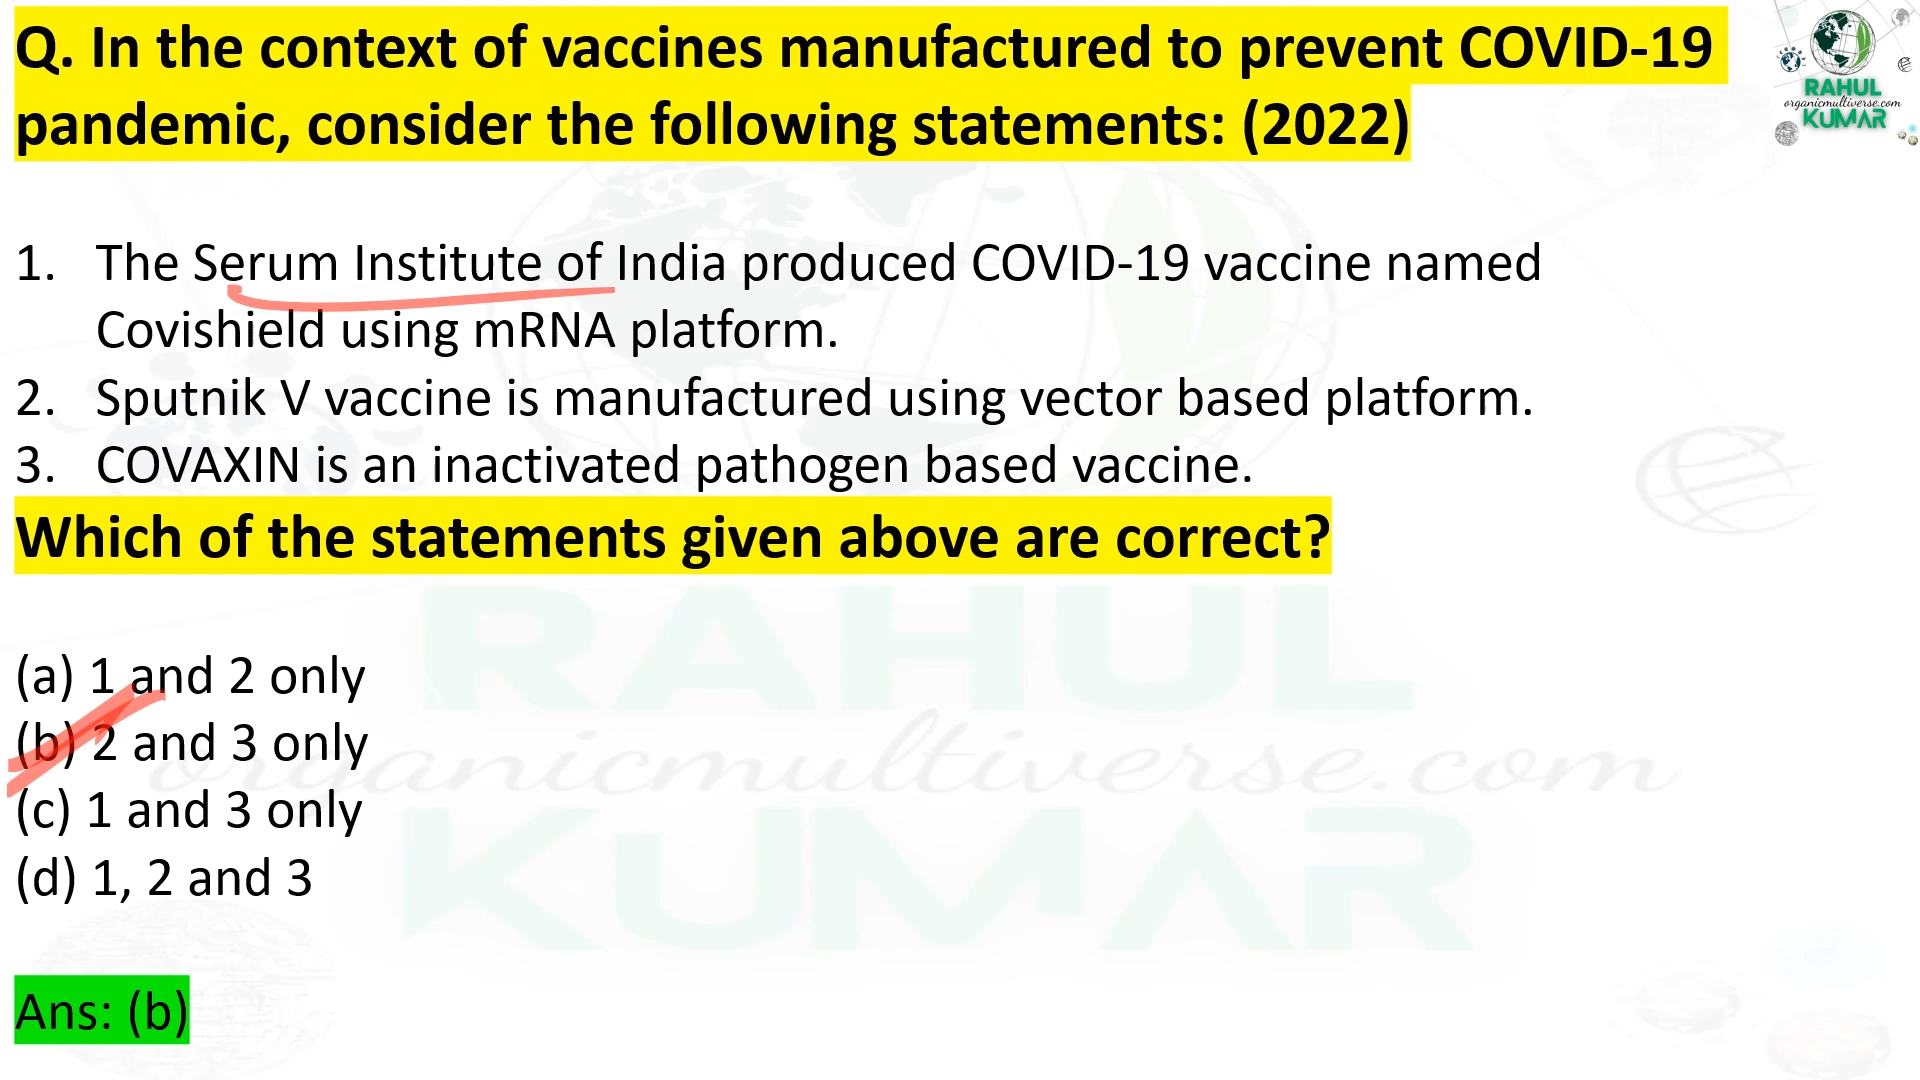 Q. In the context of vaccines manufactured to prevent COVID-19
pandemic, consider the following statements: (2022)
RAHUL
organicmultiverse.com
KUMAR
1. The Serum Institute of India produced COVID-19 vaccine named
Covishield using mRNA platform.
2. Sputnik V vaccine is manufactured using vector based platform.
3. COVAXIN is an inactivated pathogen based vaccine.
Which of the statements given above are correct?
RAHUL
organicmultiverse.com
KUMAR
(a) 1 and 2 only
(b) 2 and 3 only
(c) 1 and 3 only
(d) 1, 2 and 3
Ans: (b)